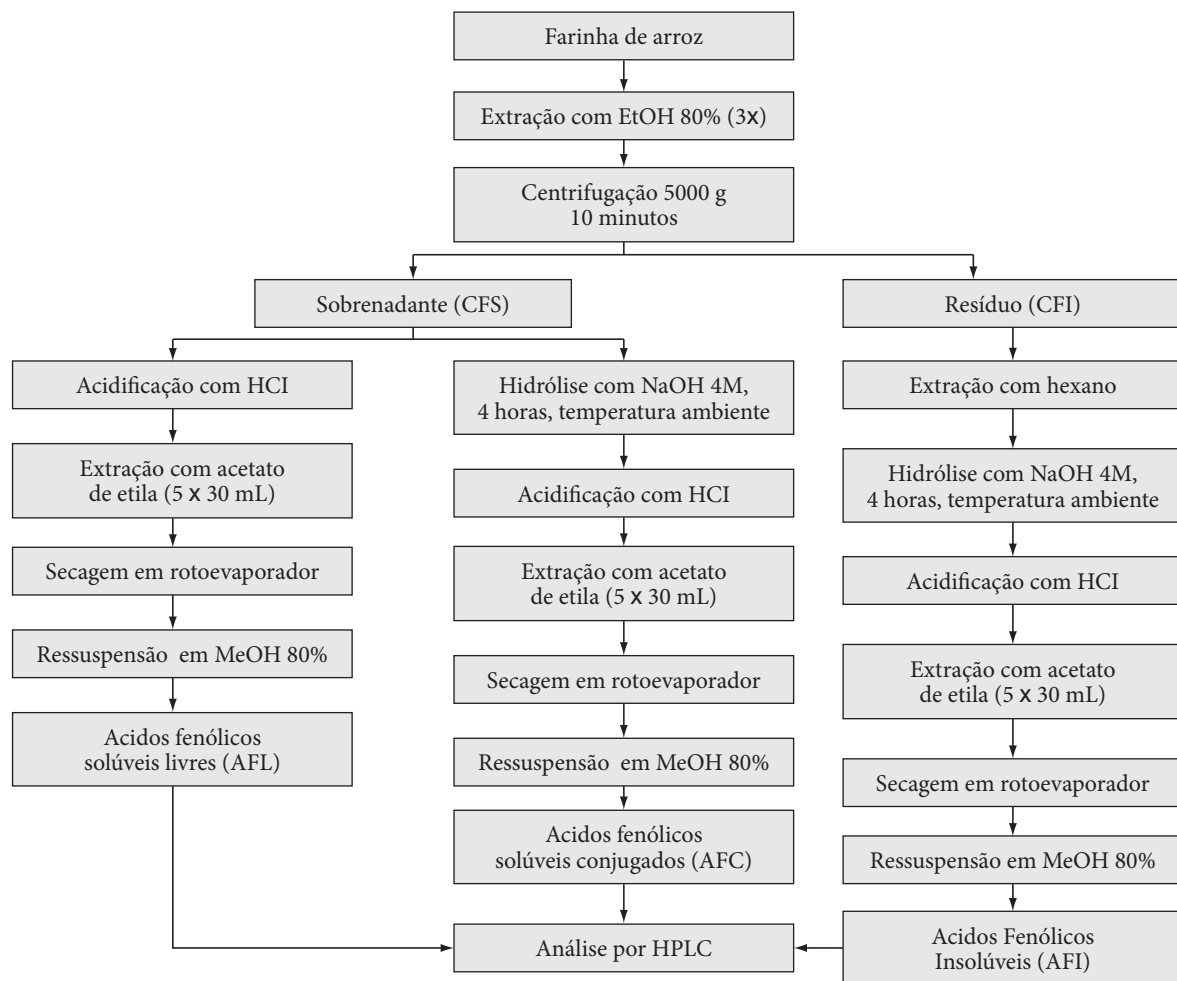 Farinha de arroz
Extração com EtOH 80% (3x)
Centrifugação 5000 g
10 minutos
Sobrenadante (CFS)
Resíduo (CFI)
Acidificação com HCI
Extração com acetato
de etila (5 x 30 mL)
Secagem em rotoevaporador
Ressuspensão em MeOH 80%
Acidos fenólicos
solúveis livres (AFL)
Hidrólise com NaOH 4M,
4 horas, temperatura ambiente
Acidificação com HCI
Extração com acetato
de etila (5 x 30 mL)
Secagem em rotoevaporador
Ressuspensão em MeOH 80%
Acidos fenólicos
solúveis conjugados (AFC)
Extração com hexano
Hidrólise com NaOH 4M,
4 horas, temperatura ambiente
Acidificação com HCI
Extração com acetato
de etila (5 x 30 mL)
Secagem em rotoevaporador
Ressuspensão em MeOH 80%
Acidos Fenólicos
Insolúveis (AFI)
Análise por HPLC